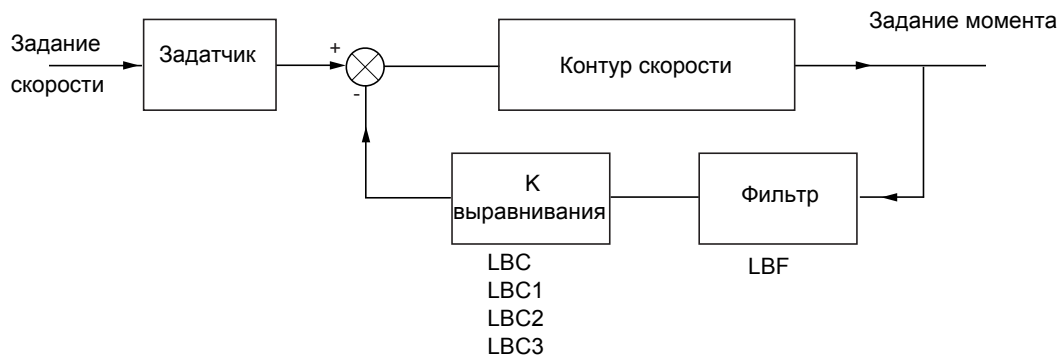 Задание момента
Задание
скорости
Задатчик
+
-
Контур скорости
К
выравнивания
Фильтр
LBC
LBC1
LBC2
LBC3
LBF